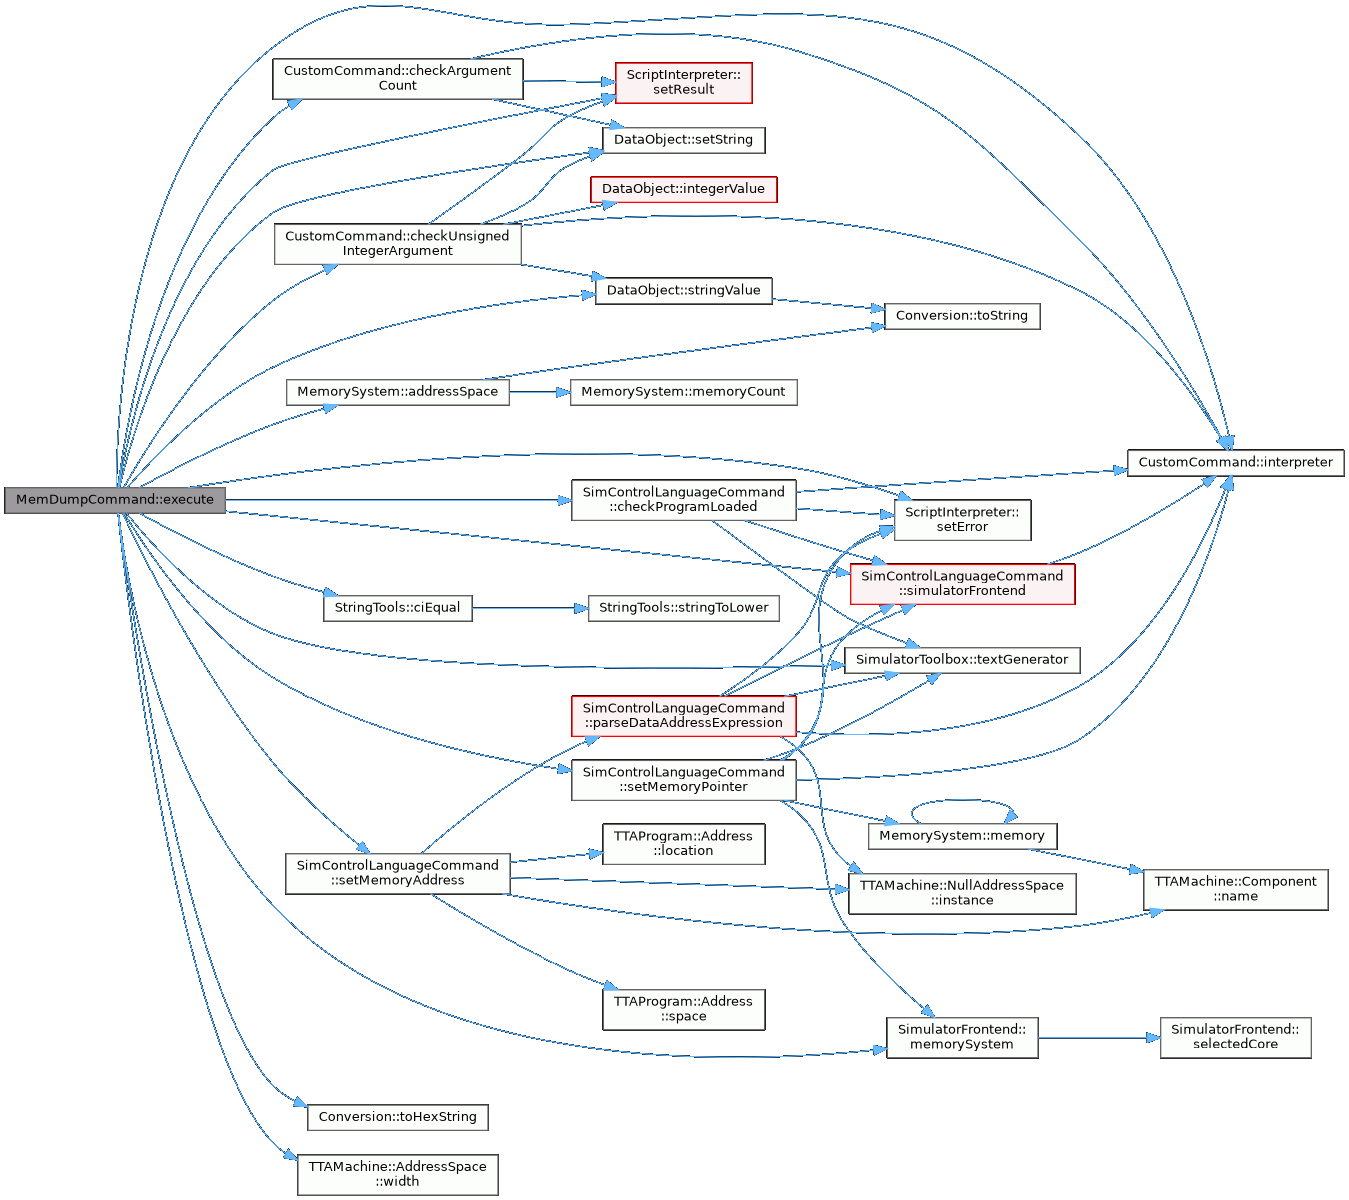 CustomCommand::checkArgument
Count
ScriptInterpreter::
setResult
DataObject::setString
DataObject::integerValue
CustomCommand::checkUnsigned
IntegerArgument
DataObject::stringValue
Conversion::toString
MemorySystem::addressSpace
MemorySystem::memoryCount
CustomCommand::interpreter
MemDumpCommand::execute
SimControlLanguageCommand
::checkProgramLoaded
ScriptInterpreter::
setError
SimControlLanguageCommand
::simulatorFrontend
StringTools::ciEqual
StringTools::stringToLower
SimulatorToolbox::textGenerator
SimControlLanguageCommand
::parseDataAddressExpression
SimControlLanguageCommand
::setMemoryPointer
MemorySystem::memory
TTAProgram::Address
::location
SimControlLanguageCommand
::setMemoryAddress
TTAMachine::NullAddressSpace
::instance
TTAMachine::Component
::name
TTAProgram::Address
::space
SimulatorFrontend::
memorySystem
SimulatorFrontend::
selectedCore
Conversion::toHexString
TTAMachine::AddressSpace
::width